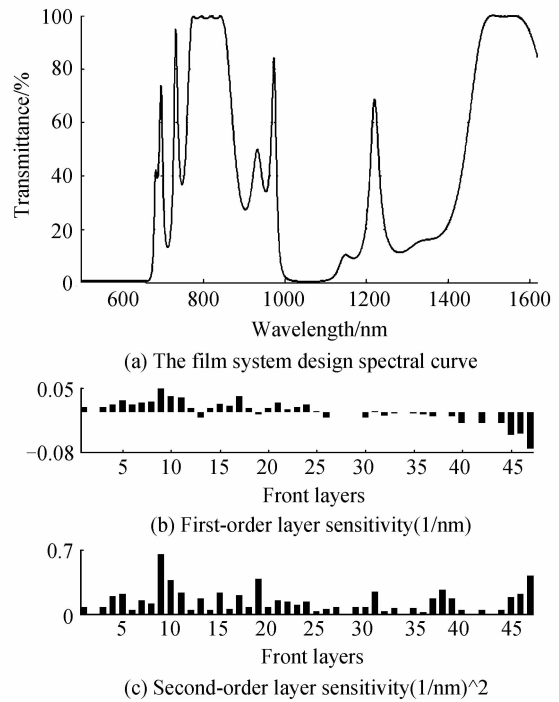 100
80
60
40
20
0
Transmittance/%
600 800 1000 1200 1400 1600
Wavelength/nm
(a) The film system design spectral curve
0.05
−0.08
5 10 15 20 25 30 35 40 45
Front layers
(b) First-order layer sensitivity(1/nm)
0.7
0
5 10 15 20 25 30 35 40 45
Front layers
(c) Second-order layer sensitivity(1/nm)^2